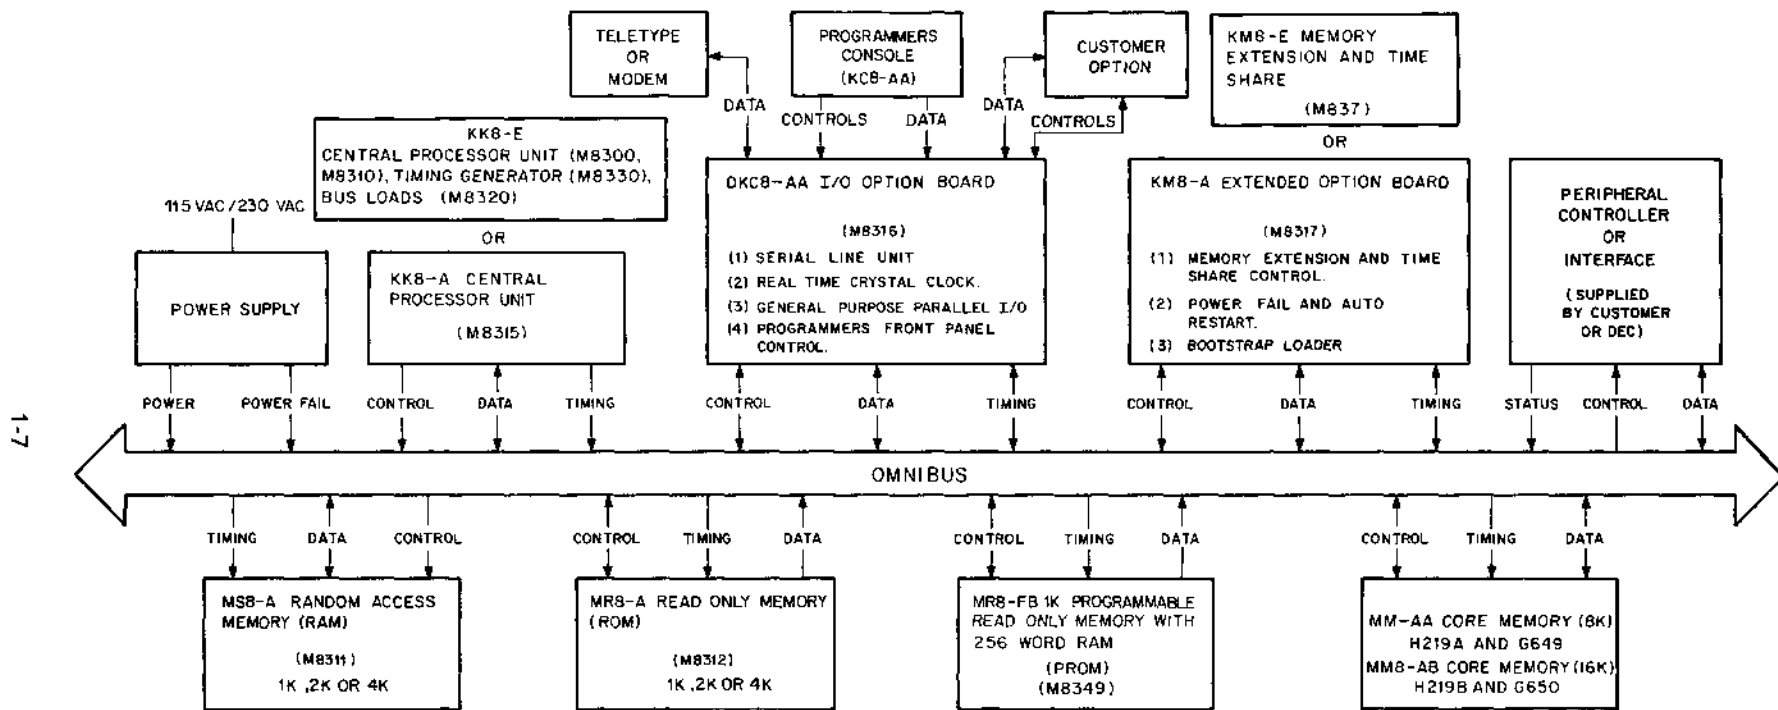 TELETYPE
OR
MODEM
PROGRAMMERS
CONSOLE
(KC8-AA)
CUSTOMER
OPTION
KM8-E MEMORY
EXTENSION AND TIME
SHARE
(M837)
DATA
CONTROLS
DATA
DATA
CONTROLS
OR
KK8-E
CENTRAL PROCESSOR UNIT (M8300,
M8310), TIMING GENERATOR (M8330),
BUS LOADS (M8320)
OR
115 VAC/230 VAC
POWER SUPPLY
KK8-A CENTRAL
PROCESSOR UNIT
(M8315)
DKC8-AA I/O OPTION BOARD
(M8316)
(1) SERIAL LINE UNIT
(2) REAL TIME CRYSTAL CLOCK.
(3) GENERAL PURPOSE PARALLEL I/O
(4) PROGRAMMERS FRONT PANEL
CONTROL.
KM8-A EXTENDED OPTION BOARD
(M8317)
(1) MEMORY EXTENSION AND TIME
SHARE CONTROL.
(2) POWER FAIL AND AUTO
RESTART.
(3) BOOTSTRAP LOADER
PERIPHERAL
CONTROLLER
OR
INTERFACE
(SUPPLIED
BY CUSTOMER
OR DEC)
POWER POWER FAIL CONTROL DATA TIMING CONTROL DATA TIMING CONTROL DATA TIMING STATUS CONTROL DATA
1-7
OMNIBUS
TIMING DATA CONTROL CONTROL TIMING DATA CONTROL TIMING DATA CONTROL TIMING DATA
MS8-A RANDOM ACCESS
MEMORY (RAM)
(M8311)
1K ,2K OR 4K
MR8-A READ ONLY MEMORY
(ROM)
(M8312)
1K, 2K OR 4K
MR8-FB 1K PROGRAMMABLE
READ ONLY MEMORY WITH
256 WORD RAM
(PROM)
(M8349)
MM-AA CORE MEMORY (8K)
H219A AND G649
MM8-AB CORE MEMORY (16K)
H219B AND G650